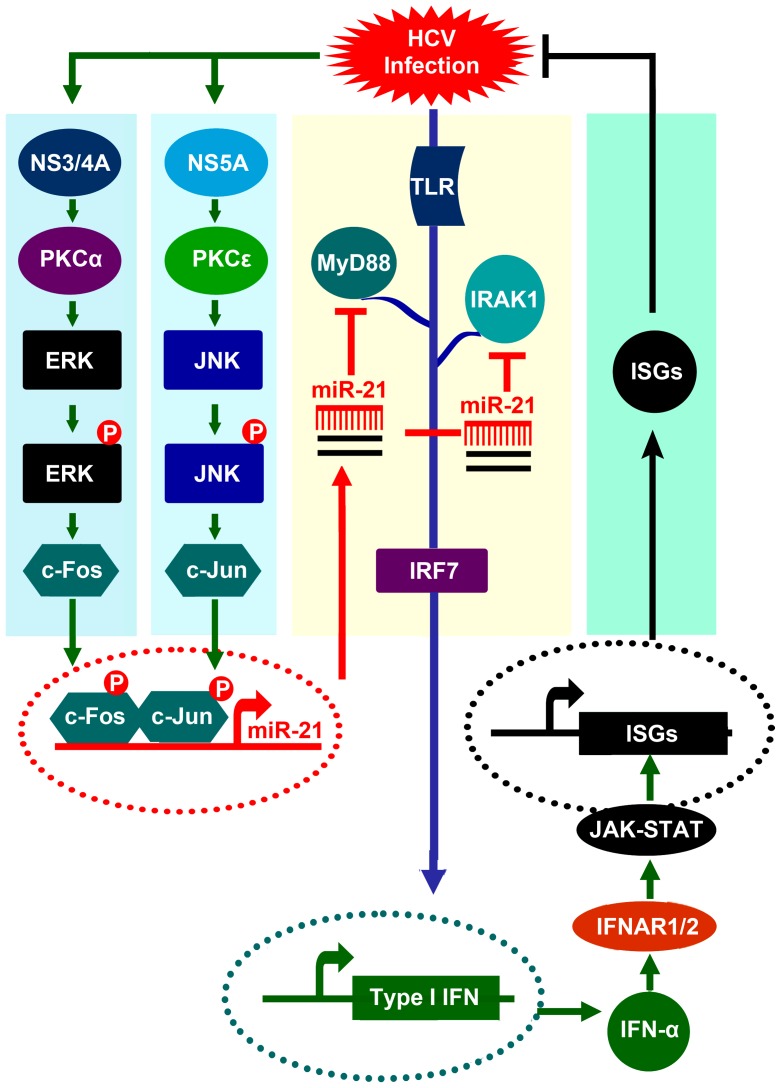 HCV
Infection
NS3/4A
NS5A
TLR
PKCα
PKCε
MyD88
IRAK1
ERK
JNK
ISGs
miR-21
miR-21
P
P
ERK
JNK
c-Fos
c-Jun
IRF7
P
P
c-Fos
c-Jun
miR-21
ISGs
JAK-STAT
IFNAR1/2
Type I IFN
IFN-α